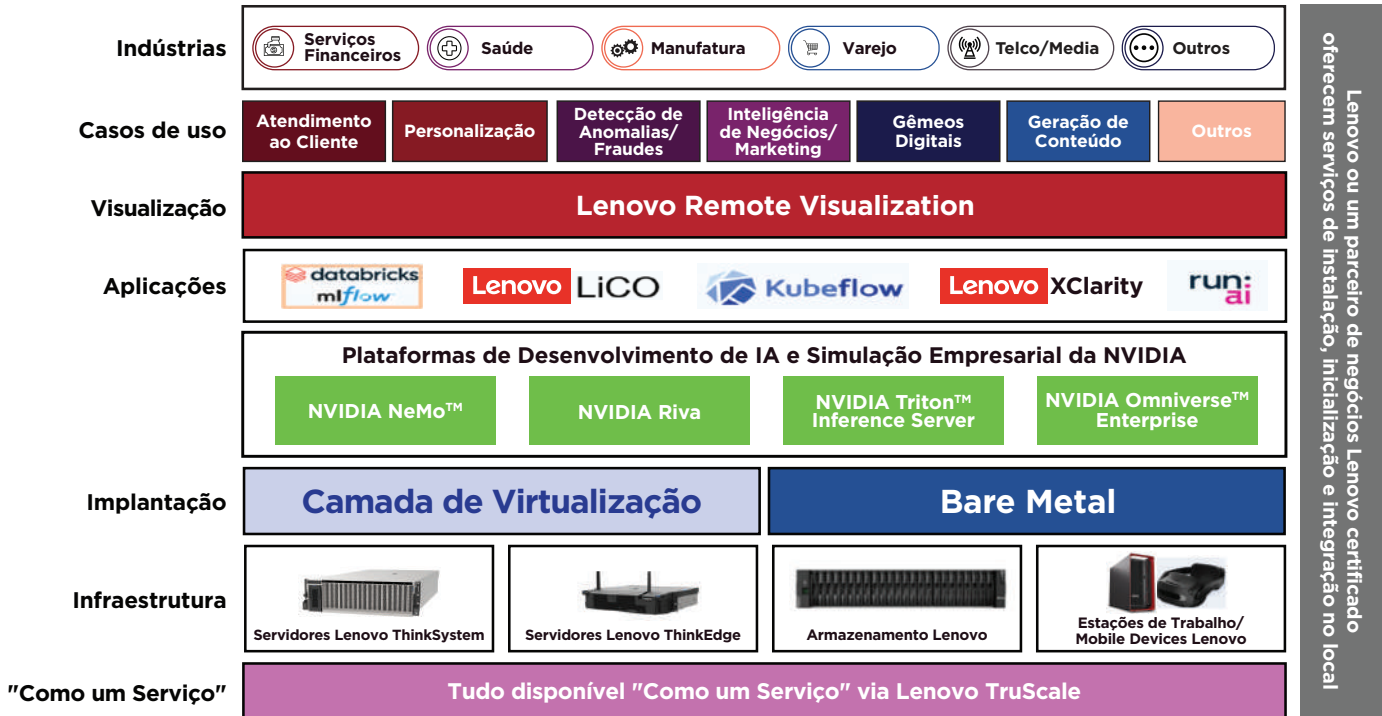 Indústrias
Serviços
Financeiros
Saúde
Manufatura
Varejo
Telco/Media
Outros
Casos de uso
Atendimento
ao Cliente
Personalização
Detecção de
Anomalias/
Fraudes
Inteligência
de Negócios/
Marketing
Gêmeos
Digitais
Geração de
Conteúdo
Outros
Visualização
Lenovo Remote Visualization
Aplicações
databricks
mlflow
Lenovo LiCO
Kubeflow
Lenovo XClarity
run:
ai
Plataformas de Desenvolvimento de IA e Simulação Empresarial da NVIDIA
NVIDIA NeMo™
NVIDIA Riva
NVIDIA Triton™
Inference Server
NVIDIA Omniverse™
Enterprise
Implantação
Camada de Virtualização
Bare Metal
Infraestrutura
Servidores Lenovo ThinkSystem
Servidores Lenovo ThinkEdge
Armazenamento Lenovo
Estações de Trabalho/
Mobile Devices Lenovo
"Como um Serviço"
Tudo disponível "Como um Serviço" via Lenovo TruScale
Lenovo ou um parceiro de negócios Lenovo certificado
oferecem serviços de instalação, inicialização e integração no local